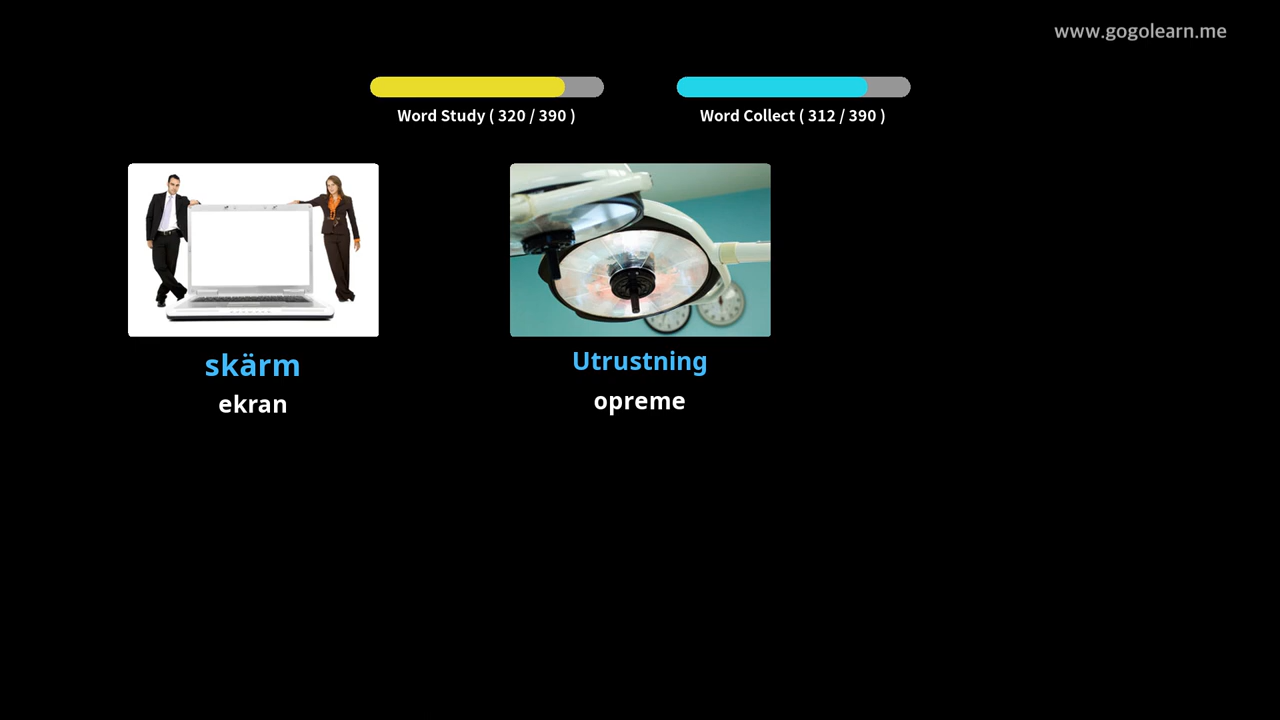 www.gogolearn.me
Word Study ( 320 / 390 )
Word Collect ( 312 / 390 )
skärm
ekran
Utrustning
opreme